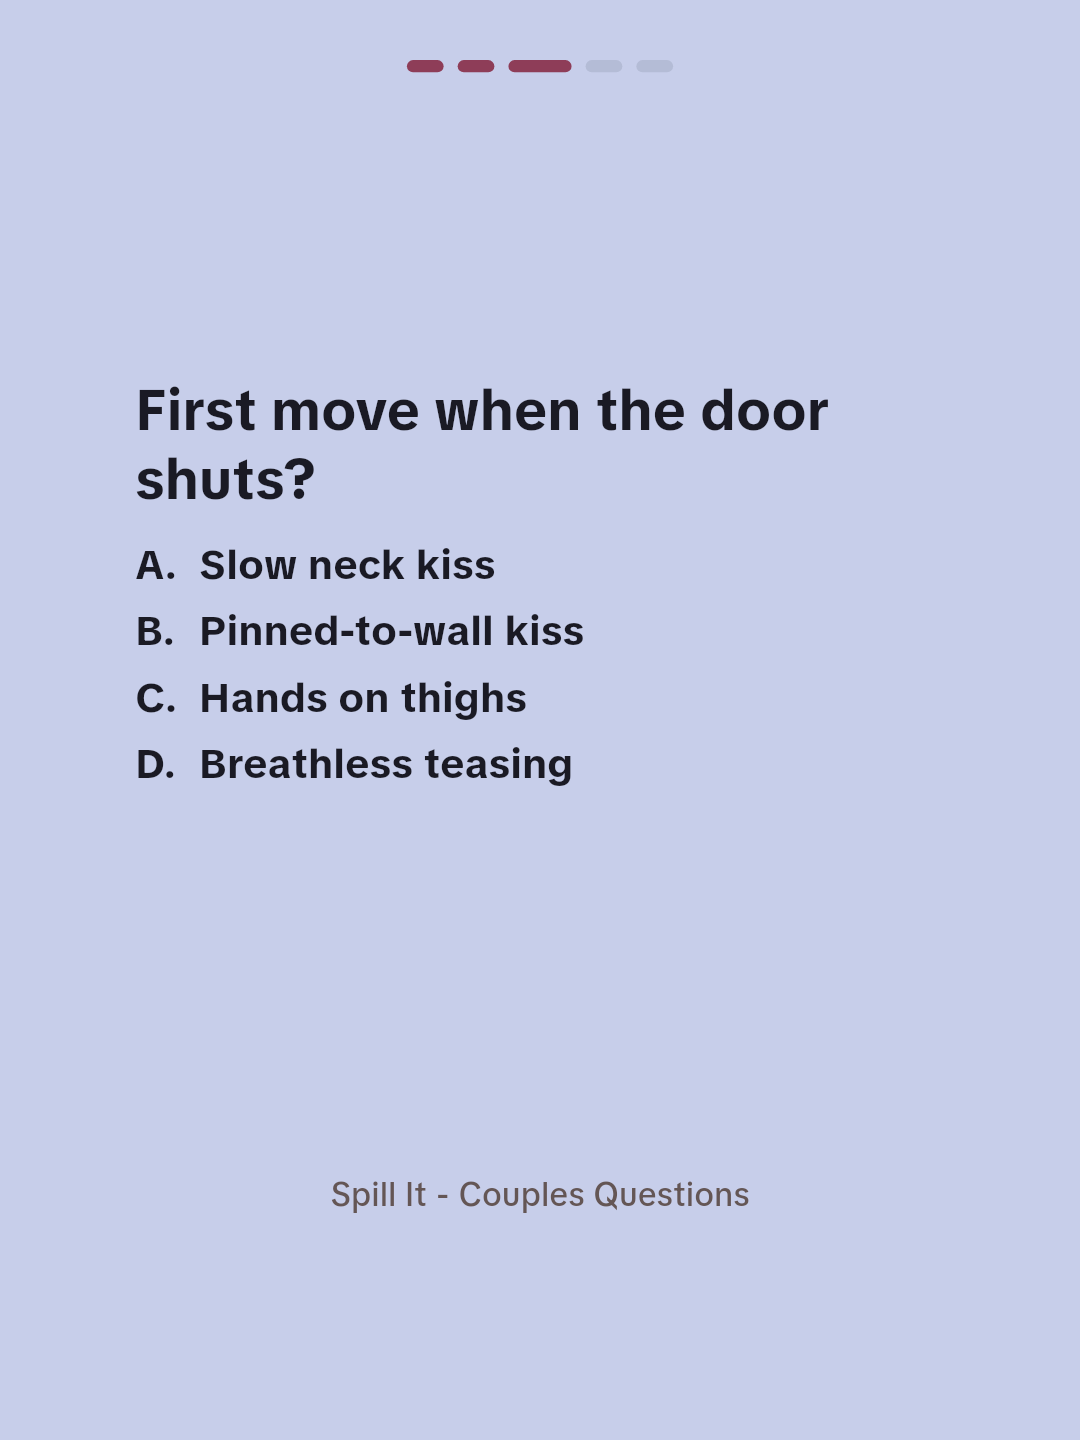 First move when the door
shuts?
A. Slow neck kiss
B. Pinned-to-wall kiss
C. Hands on thighs
D. Breathless teasing
Spill It - Couples Questions